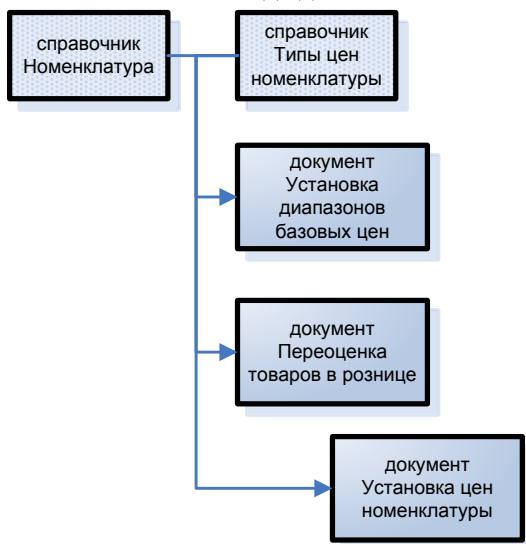 справочник
Номенклатура
справочник
Типы цен
номенклатуры
документ
Установка
диапазонов
базовых цен
документ
Переоценка
товаров в рознице
документ
Установка цен
номенклатуры